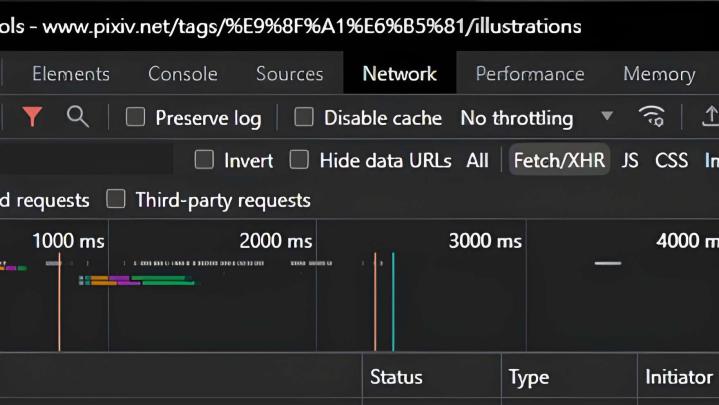 ols - www.pixiv.net/tags/%E9%8F%A1%E6%B5%81/illustrations
Elements Console Sources Network Performance Memory
Preserve log Disable cache No throttling
Invert Hide data URLs All Fetch/XHR JS CSS Im
d requests Third-party requests
1000 ms 2000 ms 3000 ms 4000 m
Status Type Initiator